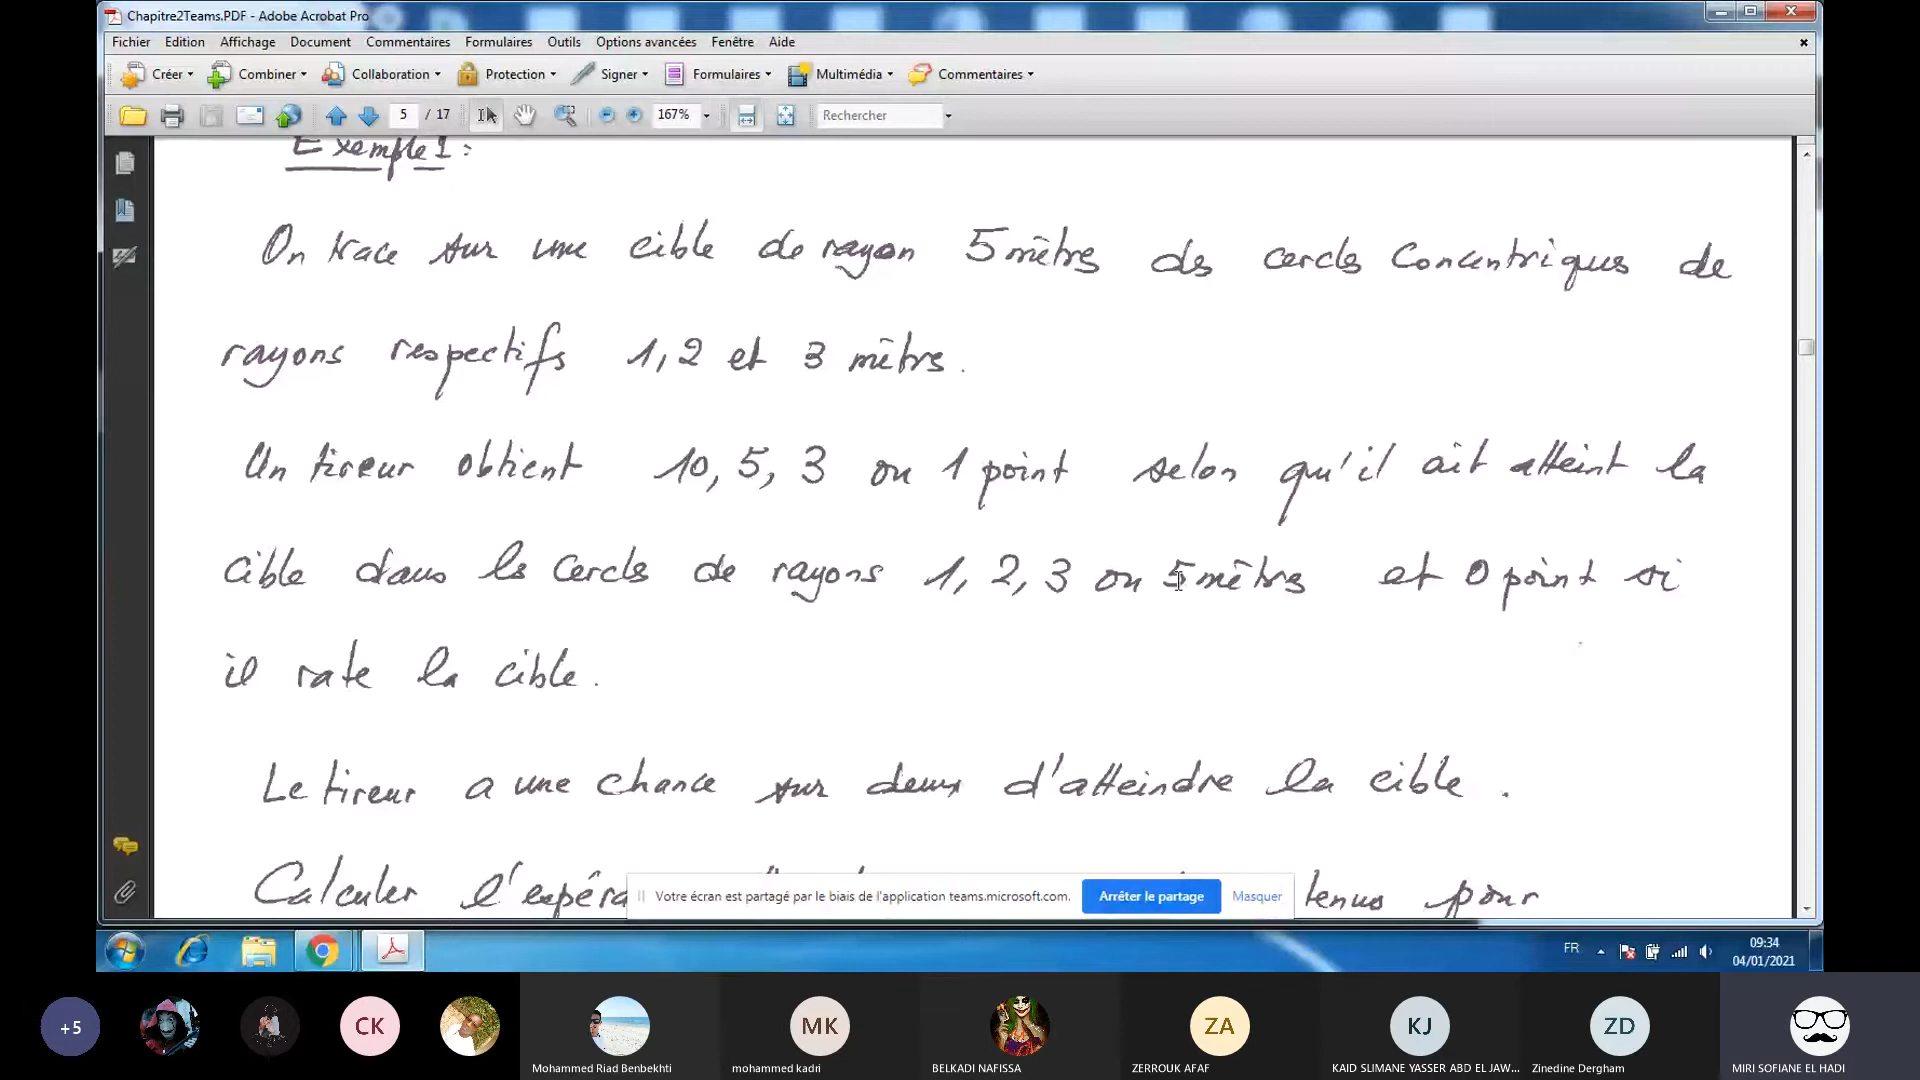 Chapitre2Teams.PDF - Adobe Acrobat Pro
Fichier Edition Affichage Document Commentaires Formulaires Outils Options avancées Fenêtre Aide
Créer Combiner Collaboration Protection Signer Formulaires Multimédia Commentaires
5 / 17 167% Rechercher
Exemple 1:
On trace sur une cible de rayon 5 mètres des cercles concentriques de
rayons respectifs 1, 2 et 3 mètres.
Un tireur obtient 10, 5, 3 ou 1 point selon qu'il ait atteint la
cible dans les cercles de rayons 1, 2, 3 ou 5 mètres et 0 point si
il rate la cible.
Le tireur a une chance sur deux d'atteindre la cible.
Calculer l'espéra tenus pour
Votre écran est partagé par le biais de l'application teams.microsoft.com. Arrêter le partage Masquer
FR 09:34
04/01/2021
+5 CK MK ZA KJ ZD
Mohammed Riad Benbekhti mohammed kadri BELKADI NAFISSA ZERROUK AFAF KAID SLIMANE YASSER ABD EL JAW... Zinedine Dergham MIRI SOFIANE EL HADI